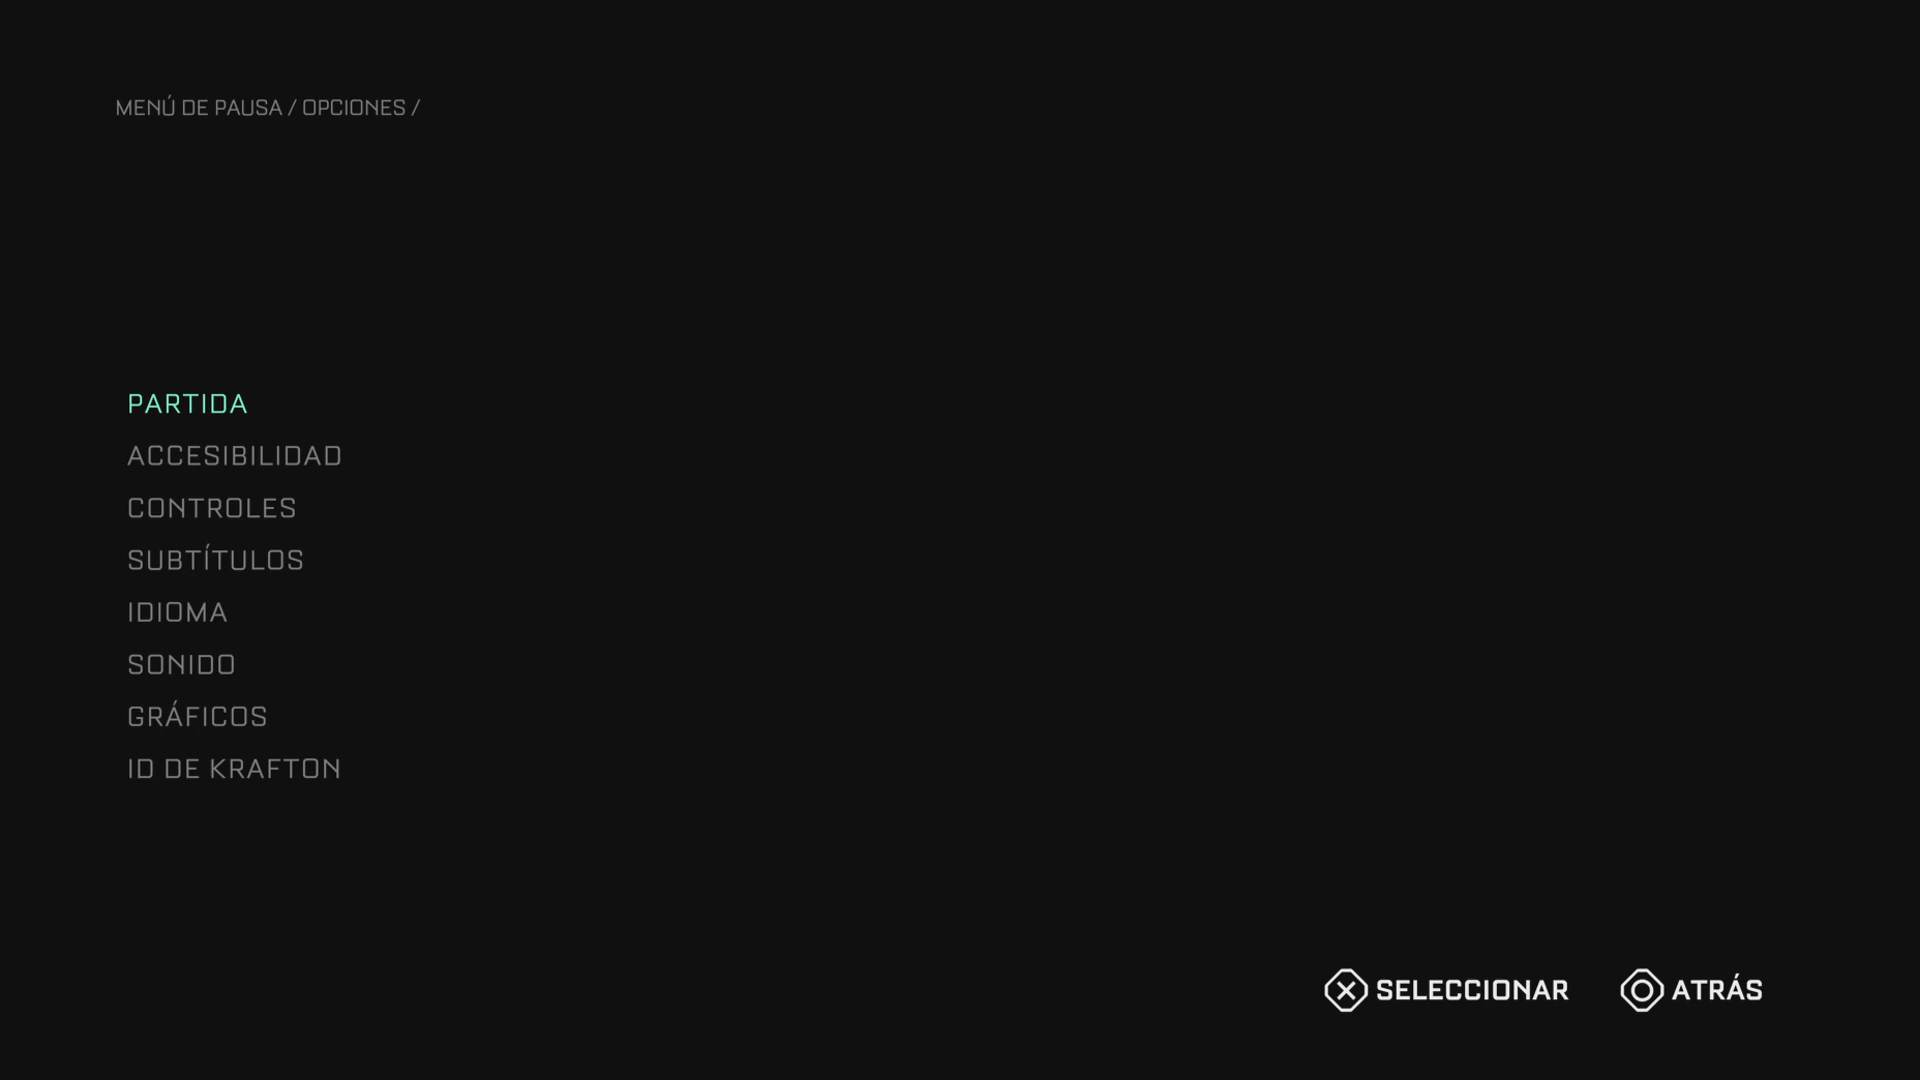 MENÚ DE PAUSA / OPCIONES /
PARTIDA
ACCESIBILIDAD
CONTROLES
SUBTÍTULOS
IDIOMA
SONIDO
GRÁFICOS
ID DE KRAFTON
SELECCIONAR ATRÁS